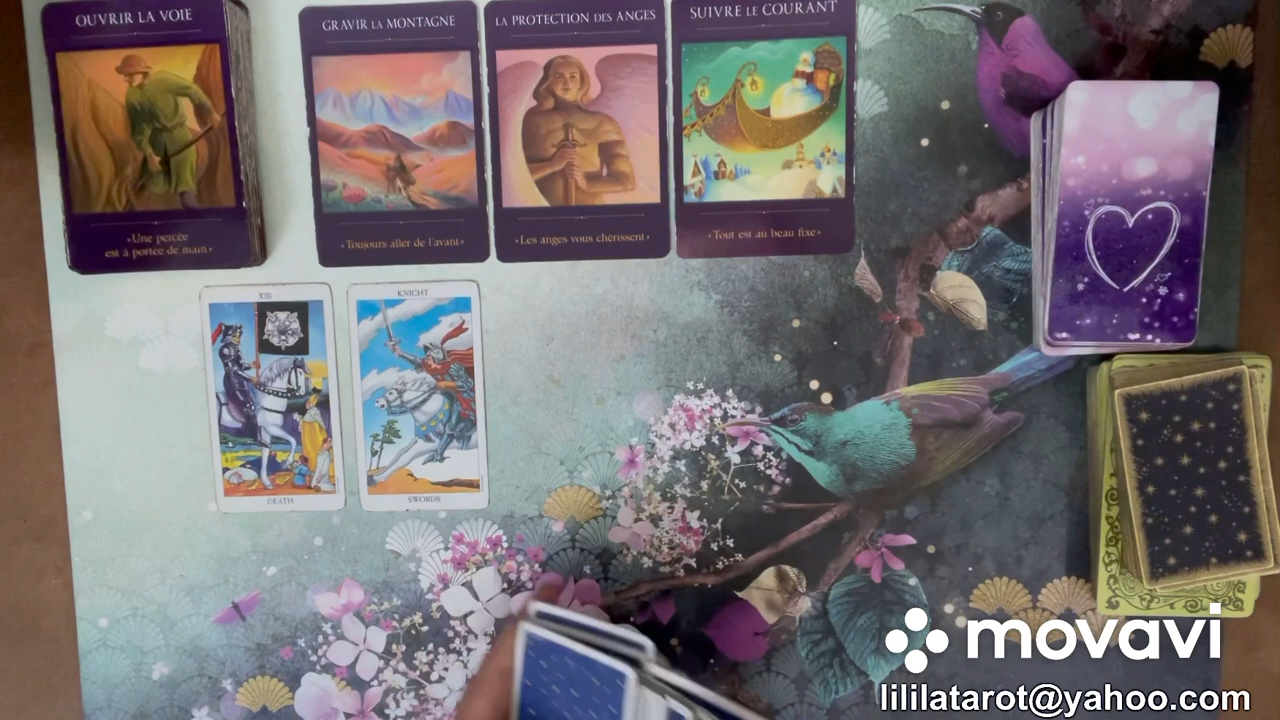 OUVRIR LA VOIE
«Une percée
est à portée de main»
GRAVIR LA MONTAGNE
«Toujours aller de l'avant»
LA PROTECTION DES ANGES
«Les anges vous chérissent»
SUIVRE LE COURANT
«Tout est au beau fixe»
XIII
DEATH
KNIGHT
SWORDS
movavi
lililatarot@yahoo.com